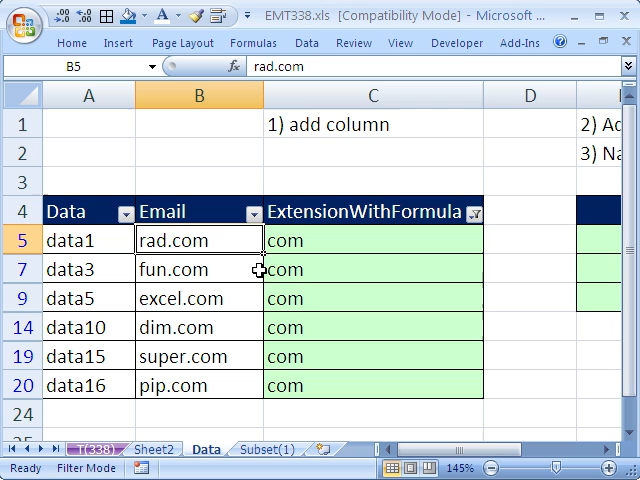 EMT338.xls [Compatibility Mode] - Microsoft ...
Home Insert Page Layout Formulas Data Review View Developer Add-Ins
B5 fx rad.com
A B C D
1 1) add column 2) Ad
2 3) Na
3
4 Data Email ExtensionWithFormula
5 data1 rad.com com
7 data3 fun.com com
9 data5 excel.com com
14 data10 dim.com com
19 data15 super.com com
20 data16 pip.com com
24
T(338) Sheet2 Data Subset(1)
Ready Filter Mode 145%